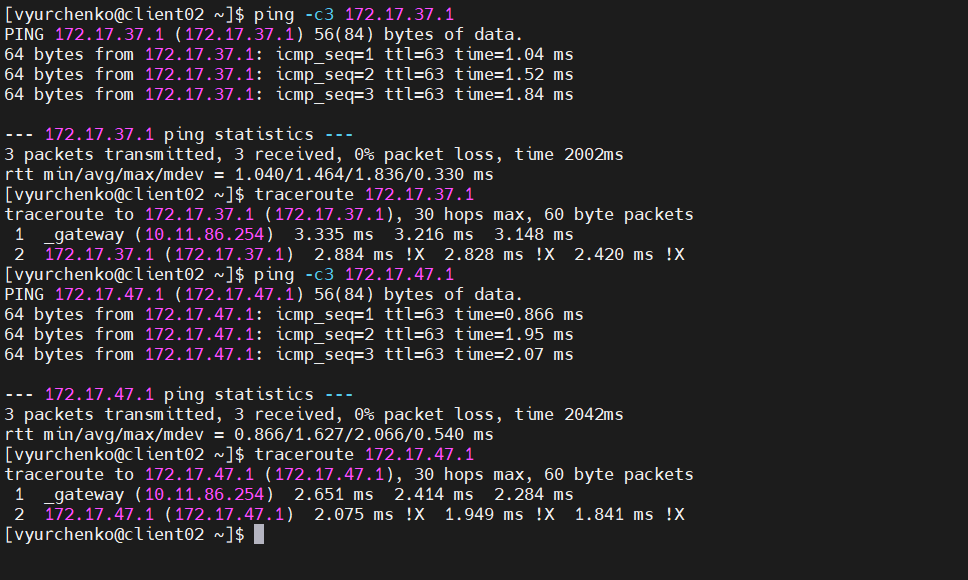 [vyurchenko@client02 ~]$ ping -c3 172.17.37.1
PING 172.17.37.1 (172.17.37.1) 56(84) bytes of data.
64 bytes from 172.17.37.1: icmp_seq=1 ttl=63 time=1.04 ms
64 bytes from 172.17.37.1: icmp_seq=2 ttl=63 time=1.52 ms
64 bytes from 172.17.37.1: icmp_seq=3 ttl=63 time=1.84 ms

--- 172.17.37.1 ping statistics ---
3 packets transmitted, 3 received, 0% packet loss, time 2002ms
rtt min/avg/max/mdev = 1.040/1.464/1.836/0.330 ms
[vyurchenko@client02 ~]$ traceroute 172.17.37.1
traceroute to 172.17.37.1 (172.17.37.1), 30 hops max, 60 byte packets
 1  _gateway (10.11.86.254)  3.335 ms  3.216 ms  3.148 ms
 2  172.17.37.1 (172.17.37.1)  2.884 ms !X  2.828 ms !X  2.420 ms !X
[vyurchenko@client02 ~]$ ping -c3 172.17.47.1
PING 172.17.47.1 (172.17.47.1) 56(84) bytes of data.
64 bytes from 172.17.47.1: icmp_seq=1 ttl=63 time=0.866 ms
64 bytes from 172.17.47.1: icmp_seq=2 ttl=63 time=1.95 ms
64 bytes from 172.17.47.1: icmp_seq=3 ttl=63 time=2.07 ms

--- 172.17.47.1 ping statistics ---
3 packets transmitted, 3 received, 0% packet loss, time 2042ms
rtt min/avg/max/mdev = 0.866/1.627/2.066/0.540 ms
[vyurchenko@client02 ~]$ traceroute 172.17.47.1
traceroute to 172.17.47.1 (172.17.47.1), 30 hops max, 60 byte packets
 1  _gateway (10.11.86.254)  2.651 ms  2.414 ms  2.284 ms
 2  172.17.47.1 (172.17.47.1)  2.075 ms !X  1.949 ms !X  1.841 ms !X
[vyurchenko@client02 ~]$